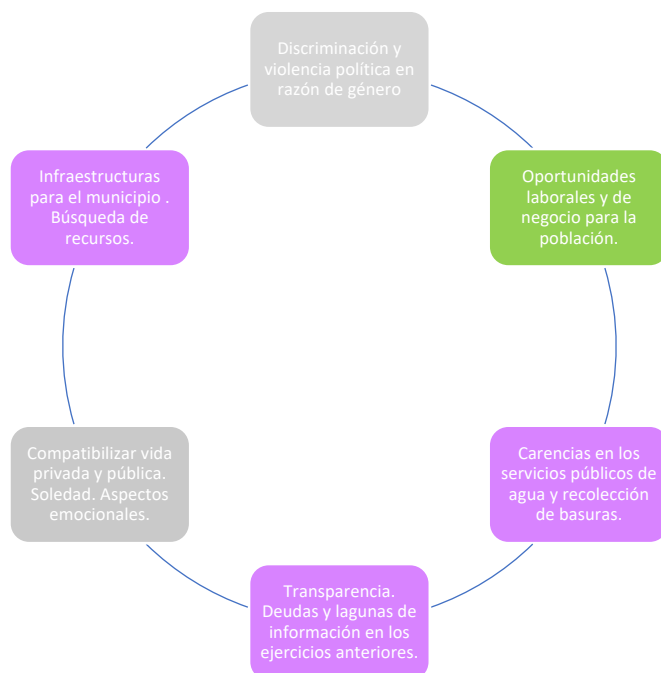 Discriminación y
violencia política en
razón de género
Oportunidades
laborales y de
negocio para la
población.
Carencias en los
servicios públicos de
agua y recolección
de basuras.
Transparencia.
Deudas y lagunas de
información en los
ejercicios anteriores.
Compatibilizar vida
privada y pública.
Soledad. Aspectos
emocionales.
Infraestructuras
para el municipio .
Búsqueda de
recursos.